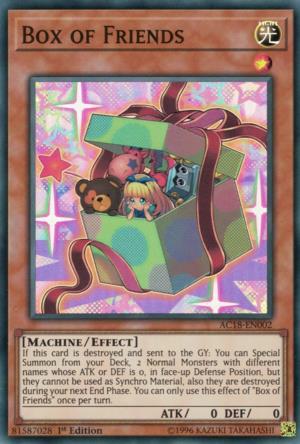 BOX OF FRIENDS
光
AC18-EN002
[MACHINE/EFFECT]
If this card is destroyed and sent to the GY: You can Special
Summon from your Deck, 2 Normal Monsters with different
names whose ATK or DEF is 0, in face-up Defense Position, but
they cannot be used as Synchro Material, also they are destroyed
during your next End Phase. You can only use this effect of "Box
of Friends" once per turn.
ATK/ 0 DEF/ 0
81587028 1st Edition ©1996 KAZUKI TAKAHASHI